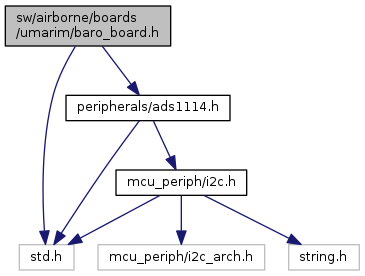 sw/airborne/boards
/umarim/baro_board.h
peripherals/ads1114.h
mcu_periph/i2c.h
std.h
mcu_periph/i2c_arch.h
string.h